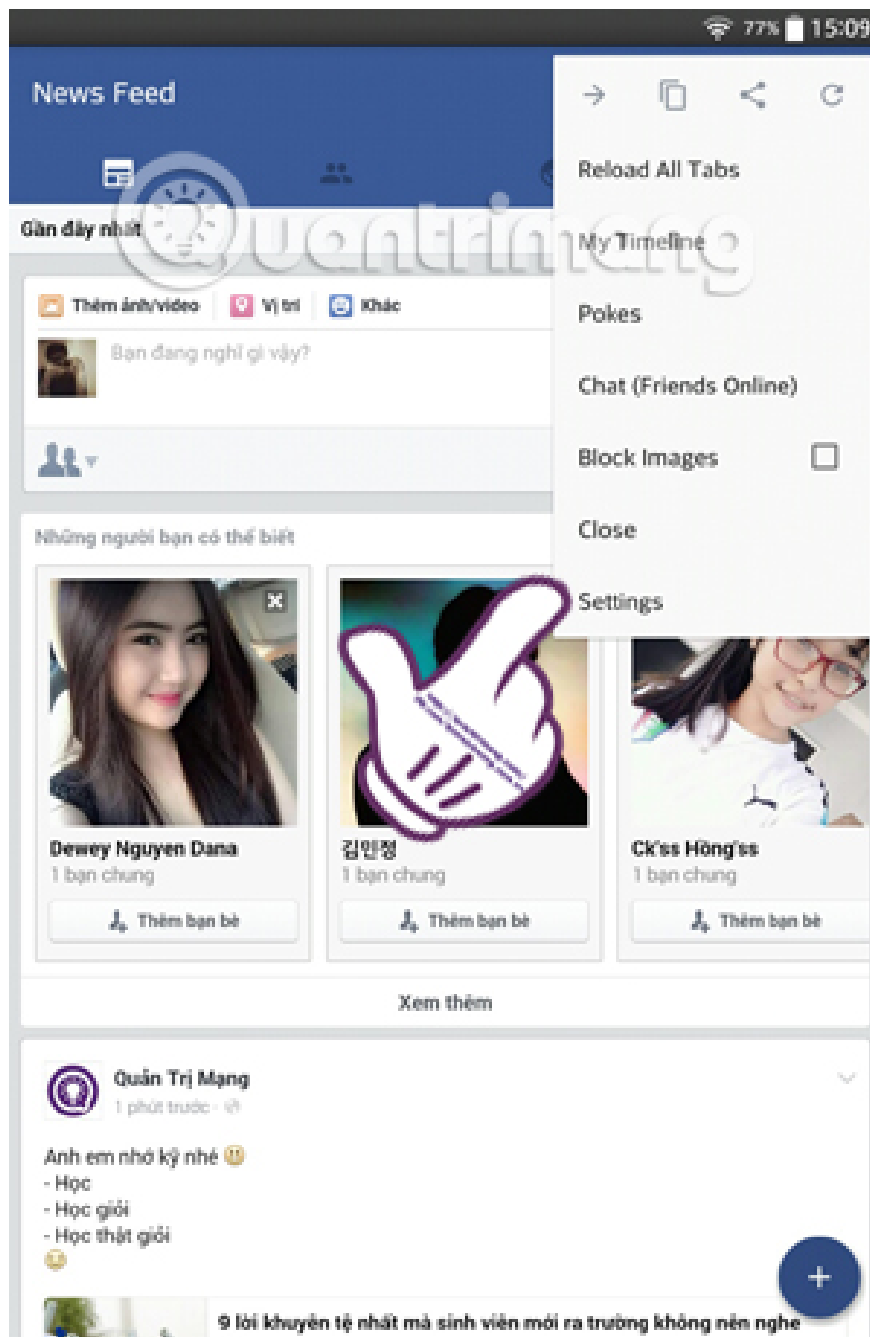 77% 15:09
News Feed
Reload All Tabs
Quantrimang
Gần đây nhất
My Timeline
Thêm ảnh/video Vị trí Khác
Pokes
Bạn đang nghĩ gì vậy?
Chat (Friends Online)
Block Images
Close
Những người bạn có thể biết
Settings
Dewey Nguyen Dana 김민정 Ck'ss Hồng'ss
1 bạn chung 1 bạn chung 1 bạn chung
Thêm bạn bè Thêm bạn bè Thêm bạn bè
Xem thêm
Quản Trị Mạng
1 phút trước ·
Anh em nhớ kỹ nhé
- Học
- Học giỏi
- Học thật giỏi
9 lời khuyên tệ nhất mà sinh viên mới ra trường không nên nghe